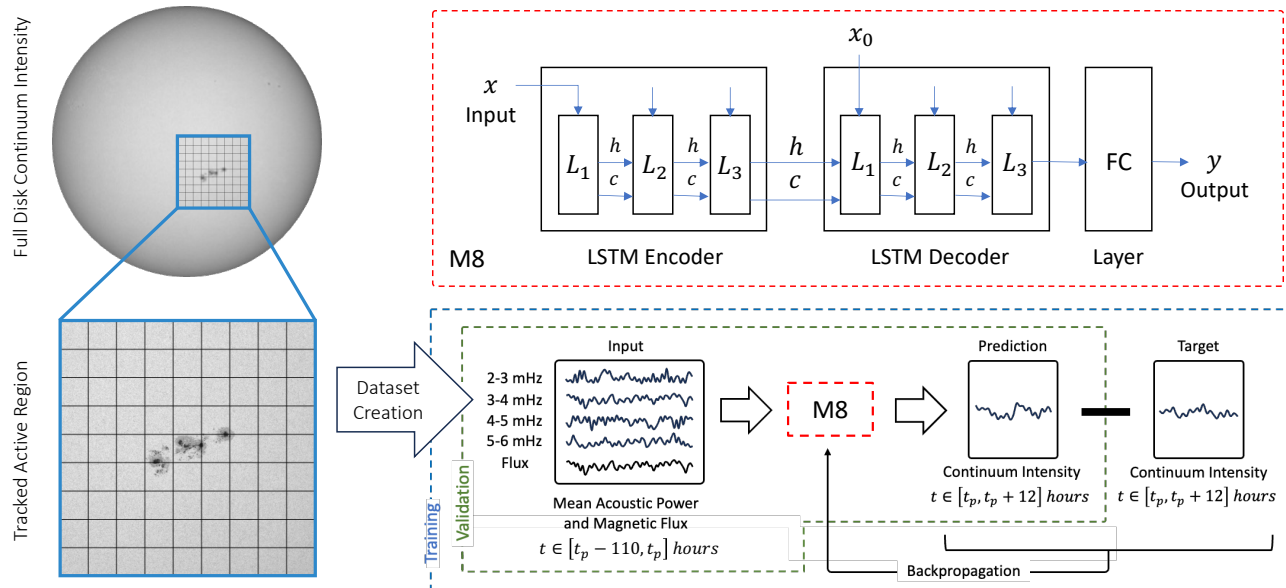 Full Disk Continuum Intensity
Tracked Active Region
x
Input
x₀
L₁
h
c
L₂
h
c
L₃
h
c
L₁
h
c
L₂
h
c
L₃
FC
y
Output
M8
LSTM Encoder
LSTM Decoder
Layer
Dataset
Creation
Training
Validation
Input
2-3 mHz
3-4 mHz
4-5 mHz
5-6 mHz
Flux
Mean Acoustic Power
and Magnetic Flux
t ∈ [tₚ − 110, tₚ] hours
M8
Prediction
Continuum Intensity
t ∈ [tₚ, tₚ + 12] hours
Target
Continuum Intensity
t ∈ [tₚ, tₚ + 12] hours
Backpropagation